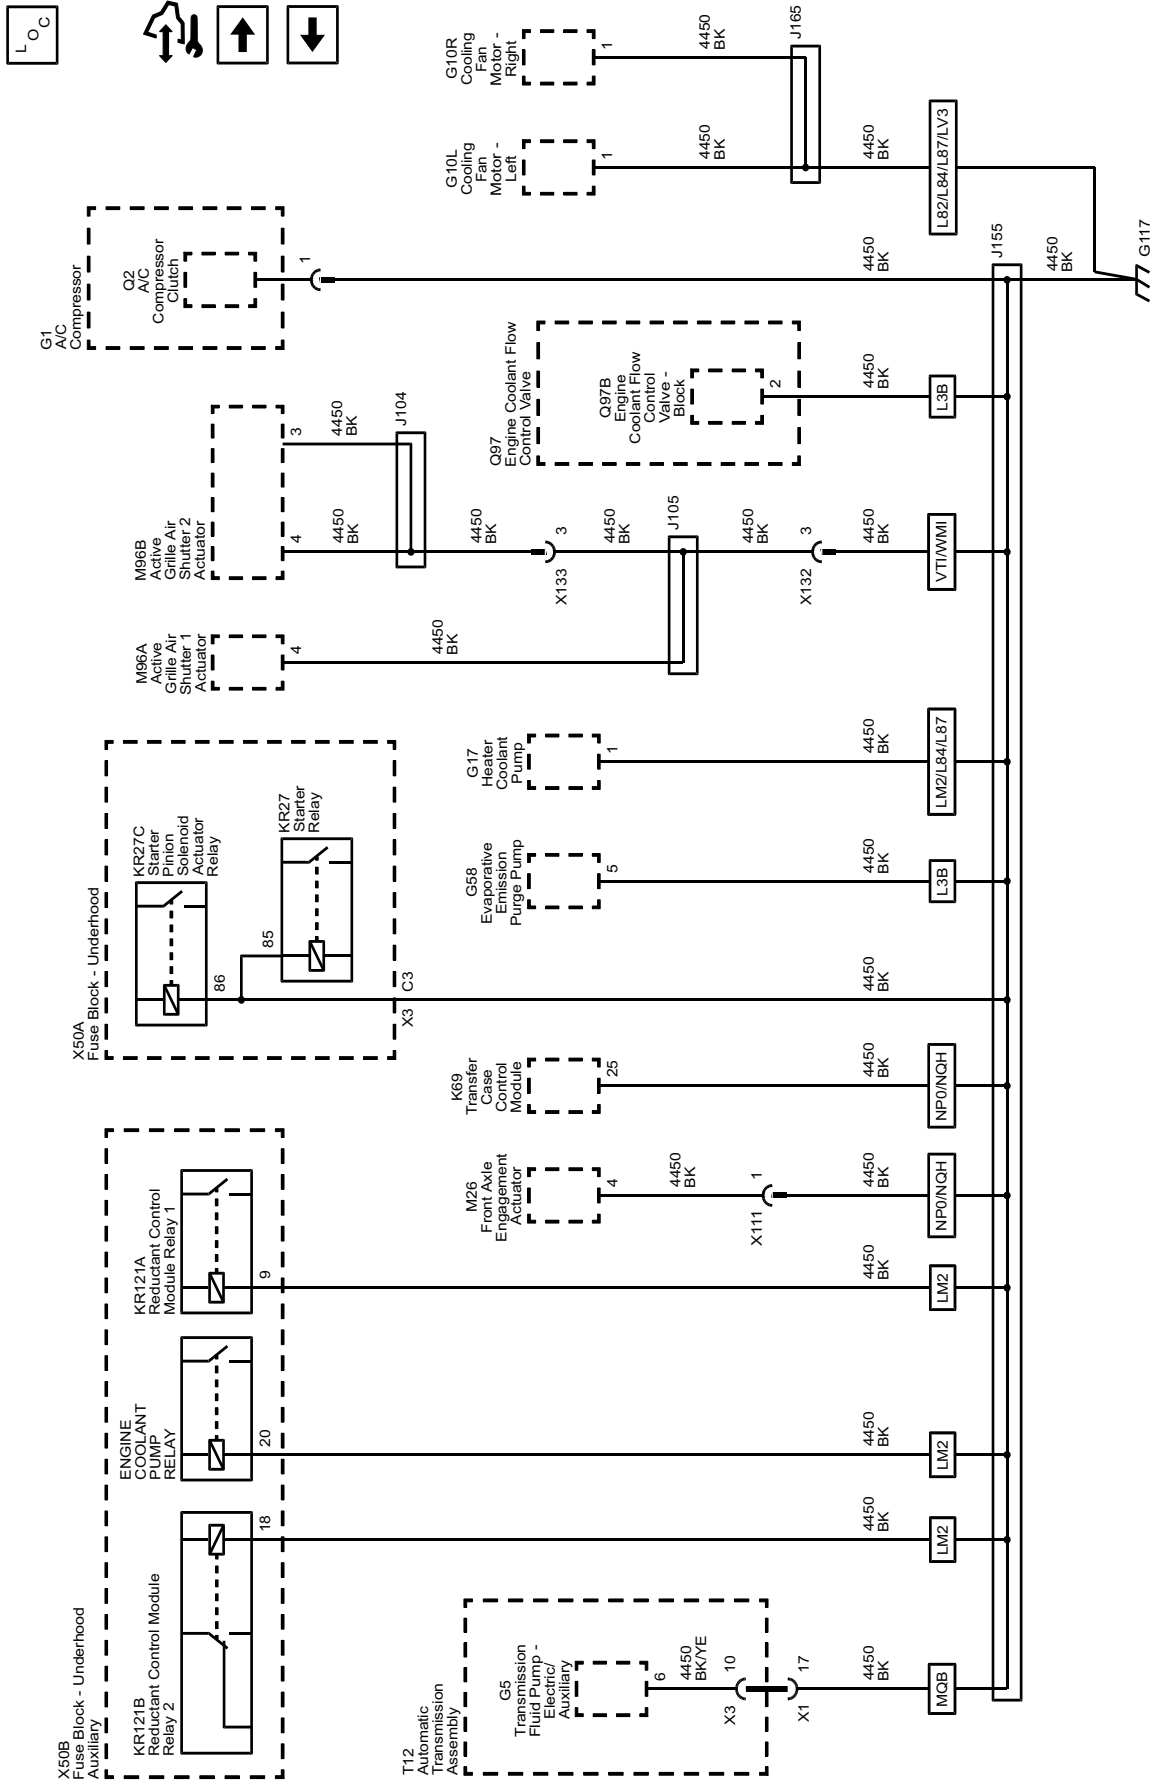 L O C
X50B
Fuse Block - Underhood
Auxiliary
KR121B
Reductant Control Module
Relay 2
18
ENGINE
COOLANT
PUMP
RELAY
20
KR121A
Reductant Control
Module Relay 1
9
X50A
Fuse Block - Underhood
KR27C
Starter
Pinion
Solenoid
Actuator
Relay
86
85
KR27
Starter
Relay
X3
C3
M96A
Active
Grille Air
Shutter 1
Actuator
4
M96B
Active
Grille Air
Shutter 2
Actuator
4
3
4450
BK
4450
BK
J104
G1
A/C
Compressor
Q2
A/C
Compressor
Clutch
1
T12
Automatic
Transmission
Assembly
G5
Transmission
Fluid Pump -
Electric/
Auxiliary
6
4450
BK/YE
X3
10
X1
17
M26
Front Axle
Engagement
Actuator
4
4450
BK
X111
1
K69
Transfer
Case
Control
Module
25
G58
Evaporative
Emission
Purge Pump
5
G17
Heater
Coolant
Pump
1
4450
BK
4450
BK
X133
3
4450
BK
J105
4450
BK
X132
3
Q97
Engine Coolant Flow
Control Valve
Q97B
Engine
Coolant Flow
Control
Valve -
Block
2
G10L
Cooling
Fan
Motor -
Left
1
4450
BK
G10R
Cooling
Fan
Motor -
Right
1
4450
BK
J165
4450
BK
4450
BK
4450
BK
4450
BK
4450
BK
4450
BK
4450
BK
4450
BK
4450
BK
4450
BK
4450
BK
4450
BK
4450
BK
MQB
LM2
LM2
LM2
NP0/NQH
NP0/NQH
L3B
LM2/L84/L87
VTI/WMI
L3B
L82/L84/L87/LV3
J155
4450
BK
G117